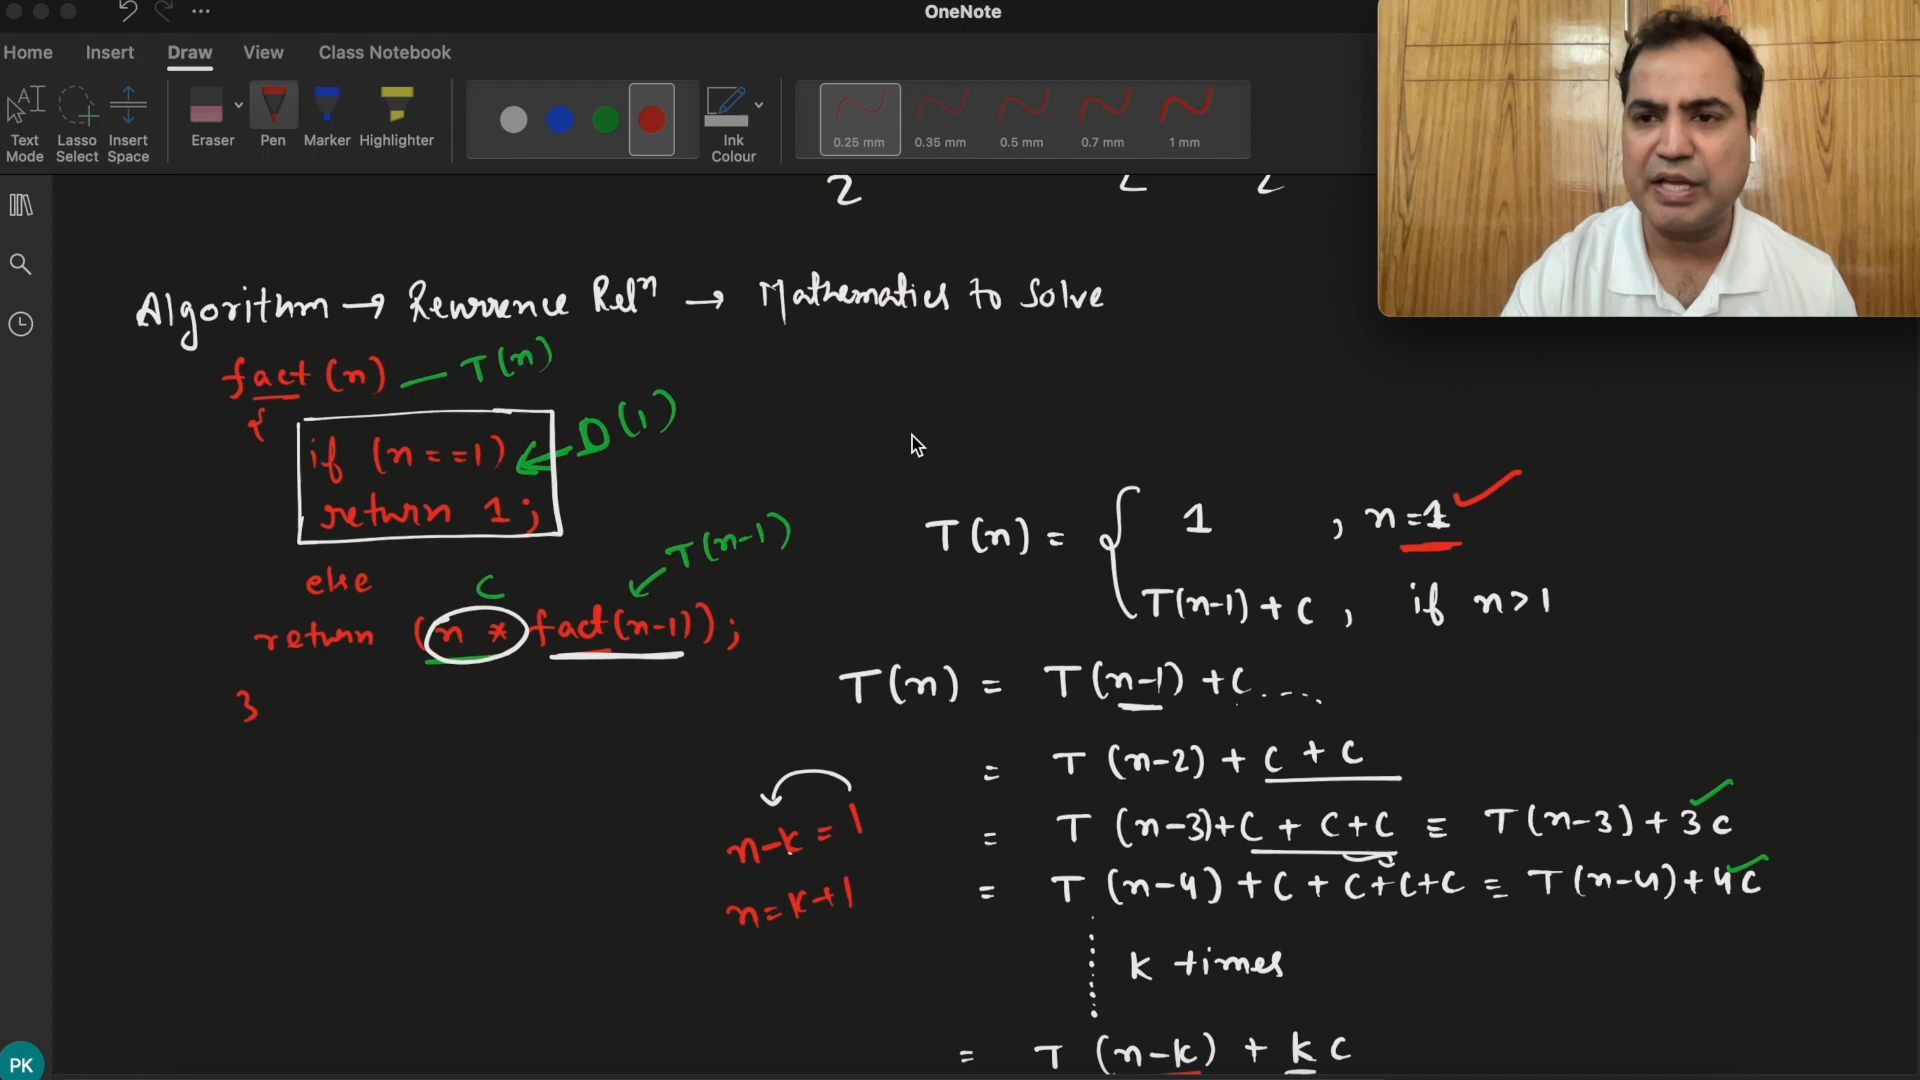 OneNote
Home Insert Draw View Class Notebook
Text Mode
Lasso Select
Insert Space
Eraser
Pen
Marker
Highlighter
Ink Colour
0.25 mm
0.35 mm
0.5 mm
0.7 mm
1 mm
2 2 2
Algorithm → Recurrence Relⁿ → Mathematics to Solve
fact (n) — T(n)
{
if (n==1) ← O(1)
return 1;
else
return (n * fact(n-1));
C
T(n-1)
}
T(n) = { 1 , n=1 ✓
T(n-1) + C , if n>1
T(n) = T(n-1) + C ....
= T (n-2) + C + C
= T (n-3) + C + C + C ≡ T(n-3) + 3C ✓
= T (n-4) + C + C + C + C ≡ T(n-4) + 4C ✓
n-k = 1
n = k+1
k times
= T (n-k) + k C
PK